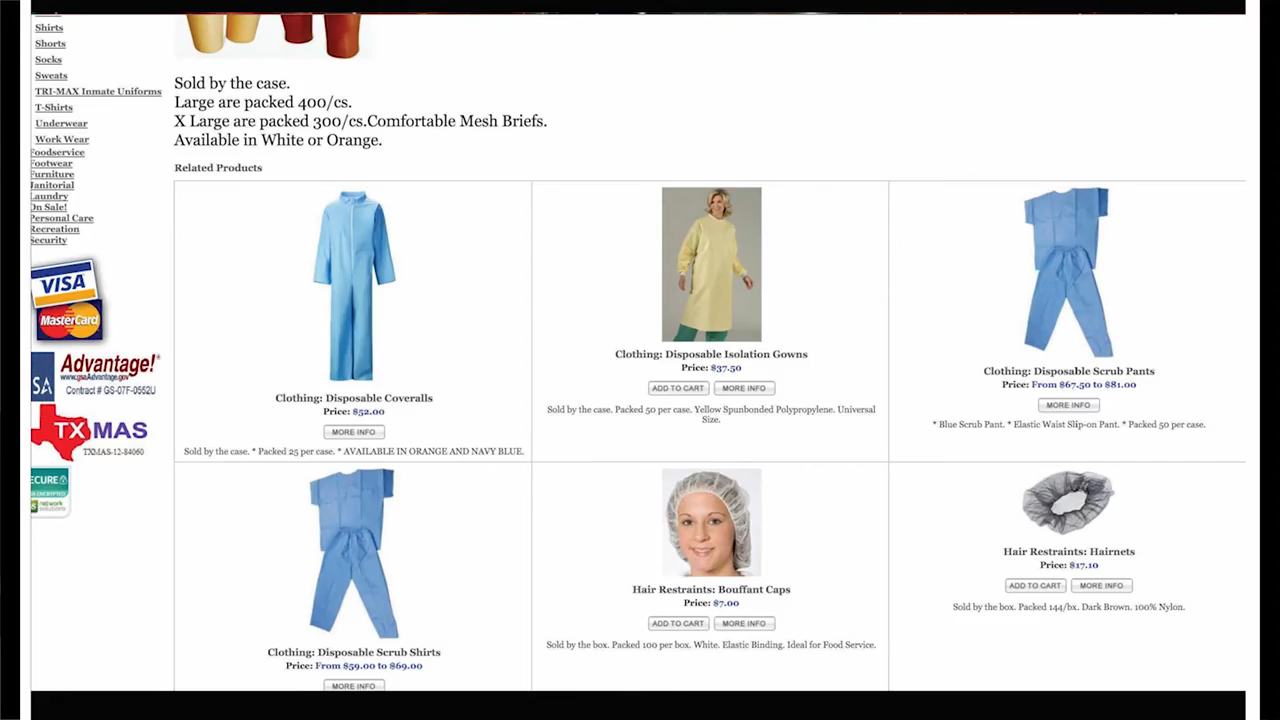 Shirts
Shorts
Socks
Sweats
TRI-MAX Inmate Uniforms
T-Shirts
Underwear
Work Wear
Foodservice
Footwear
Furniture
Janitorial
Laundry
On Sale!
Personal Care
Recreation
Security
VISA
MasterCard
SA Advantage!
www.gsaAdvantage.gov
Contract # GS-07F-0552U
TXMAS
TXMAS-12-84060
ECURE
ENCRYPTED
network
solutions
Sold by the case.
Large are packed 400/cs.
X Large are packed 300/cs.Comfortable Mesh Briefs.
Available in White or Orange.
Related Products
Clothing: Disposable Coveralls
Price: $52.00
MORE INFO
Sold by the case. * Packed 25 per case. * AVAILABLE IN ORANGE AND NAVY BLUE.
Clothing: Disposable Isolation Gowns
Price: $37.50
ADD TO CART MORE INFO
Sold by the case. Packed 50 per case. Yellow Spunbonded Polypropylene. Universal
Size.
Clothing: Disposable Scrub Pants
Price: From $67.50 to $81.00
MORE INFO
* Blue Scrub Pant. * Elastic Waist Slip-on Pant. * Packed 50 per case.
Clothing: Disposable Scrub Shirts
Price: From $59.00 to $69.00
MORE INFO
Hair Restraints: Bouffant Caps
Price: $7.00
ADD TO CART MORE INFO
Sold by the box. Packed 100 per box. White. Elastic Binding. Ideal for Food Service.
Hair Restraints: Hairnets
Price: $17.10
ADD TO CART MORE INFO
Sold by the box. Packed 144/bx. Dark Brown. 100% Nylon.